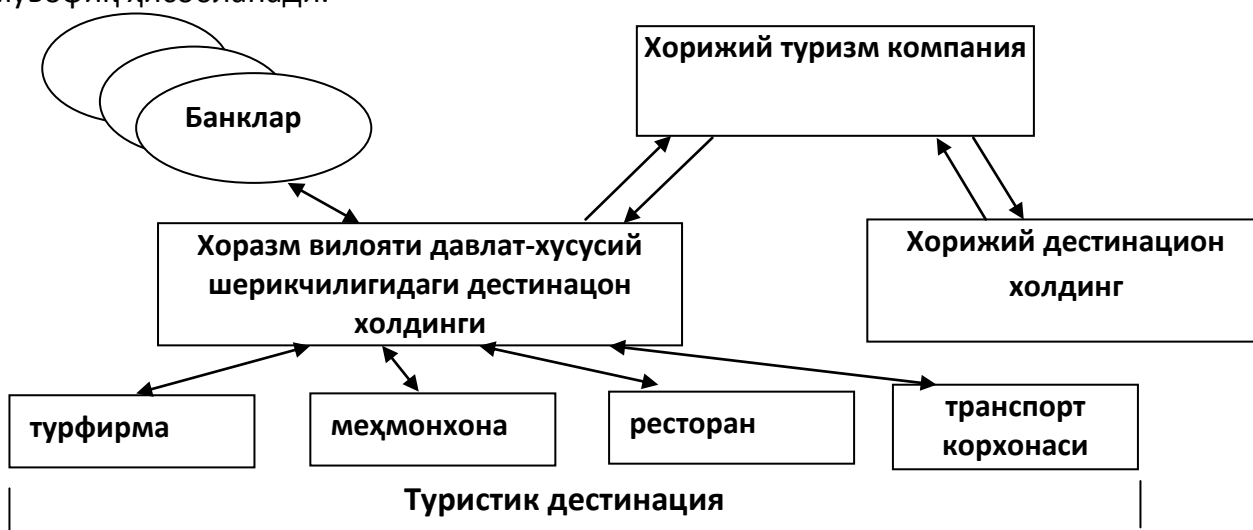 Хорижий туризм компания
Банклар
Хоразм вилояти давлат-хусусий
шерикчилигидаги дестинацон
холдинги
Хорижий дестинацион
холдинг
турфирма
меҳмонхона
ресторан
транспорт
корхонаси
Туристик дестинация